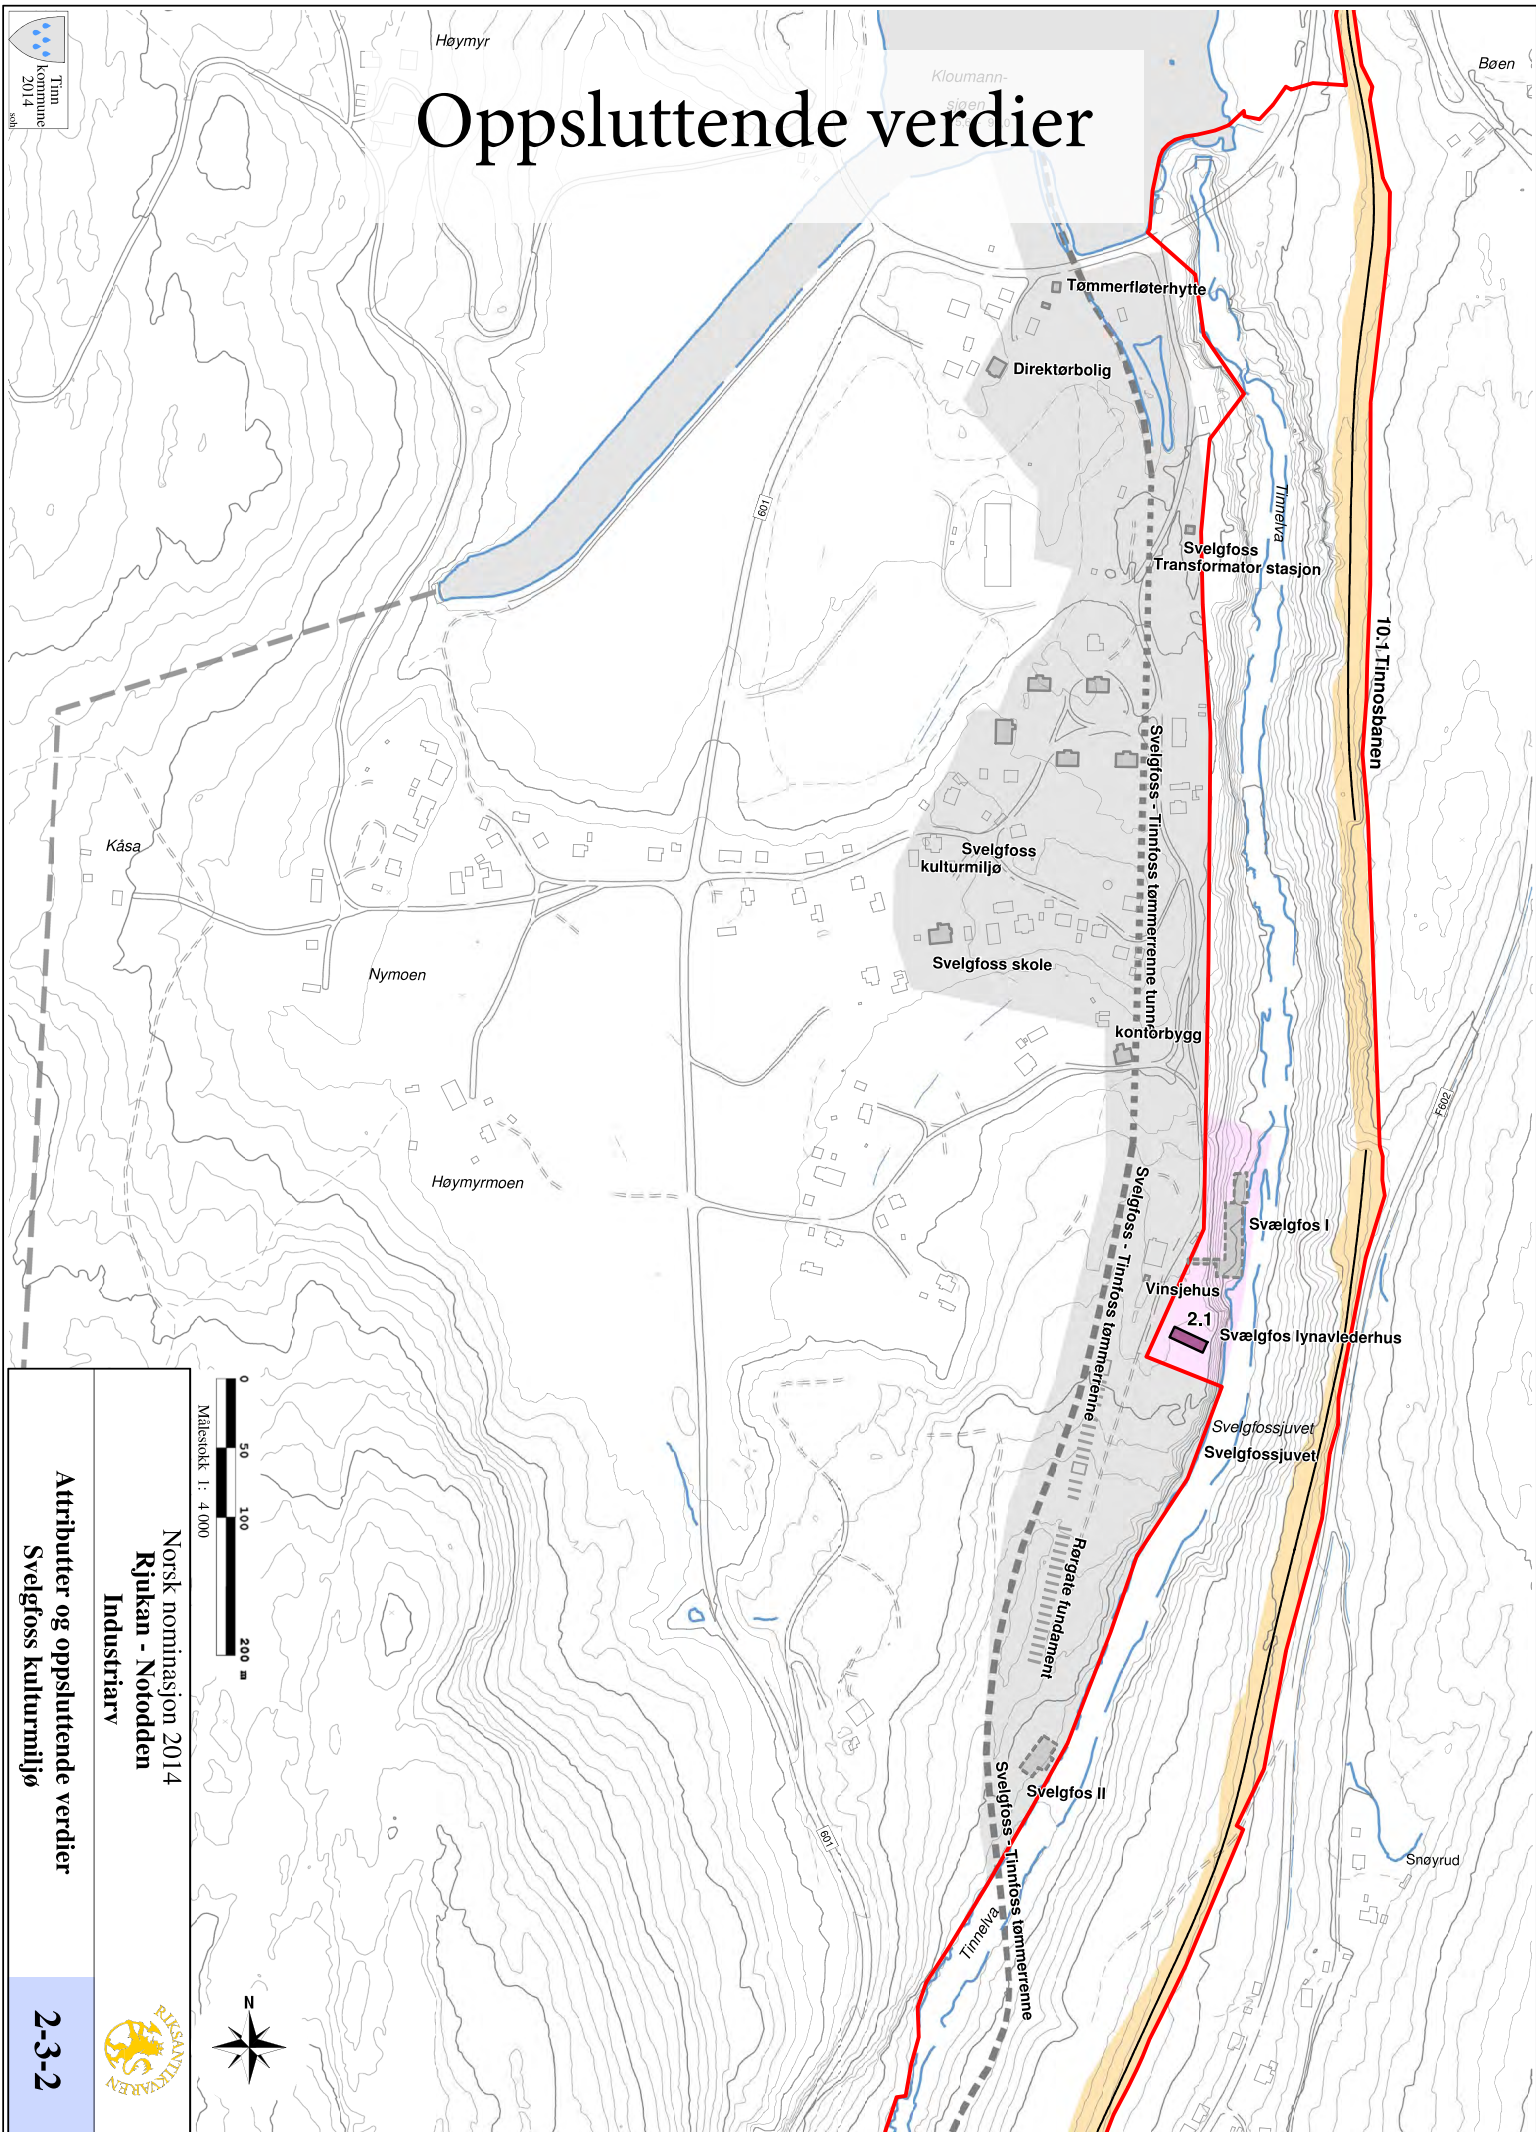 Oppsluttende verdier
Tinn
kommune
2014
soh
Høymyr
Kloumann-
sjøen
Bøen
Tømmerfløterhytte
Direktørbolig
601
Tinnelva
Svelgfoss
Transformator stasjon
10.1 Tinnosbanen
Svelgfoss - Tinnfoss tømmerrenne tunnel
Kåsa
Svelgfoss
kulturmiljø
Svelgfoss skole
Nymoen
kontorbygg
F602
Høymyrmoen
Svelgfoss - Tinnfoss tømmerrenne
Svælgfos I
Vinsjehus
2.1
Svælgfos lynavlederhus
Svelgfossjuvet
Svelgfossjuvet
Rørgate fundament
Svelgfos II
601
Svelgfoss - Tinnfoss tømmerrenne
Snøyrud
Tinnelva
0 50 100 200 m
Målestokk 1: 4 000
N
Norsk nominasjon 2014
Rjukan - Notodden
Industriarv
RIKSANTIKVAREN
Attributter og oppsluttende verdier
Svelgfoss kulturmiljø
2-3-2